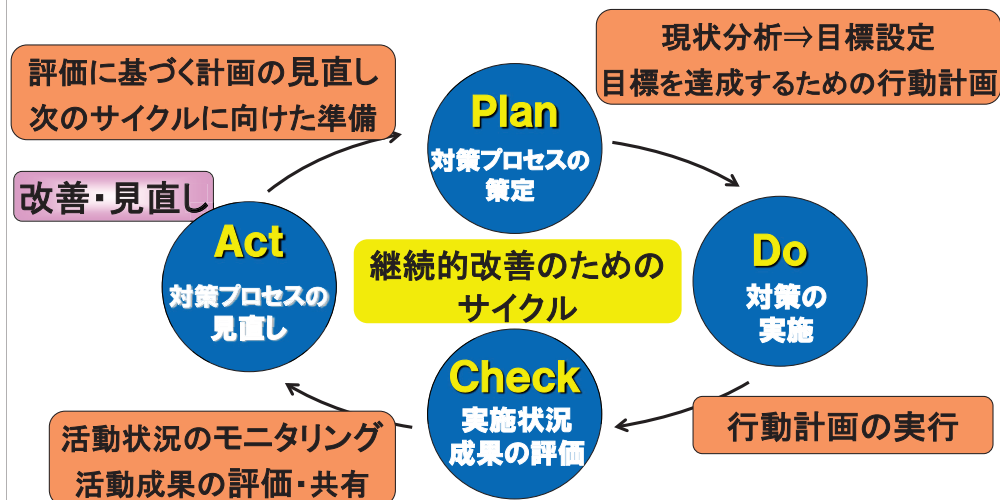 現状分析⇒目標設定
目標を達成するための行動計画
評価に基づく計画の見直し
次のサイクルに向けた準備
Plan
対策プロセスの
策定
改善・見直し
Act
対策プロセスの
見直し
継続的改善のための
サイクル
Do
対策の
実施
Check
実施状況
成果の評価
行動計画の実行
活動状況のモニタリング
活動成果の評価・共有